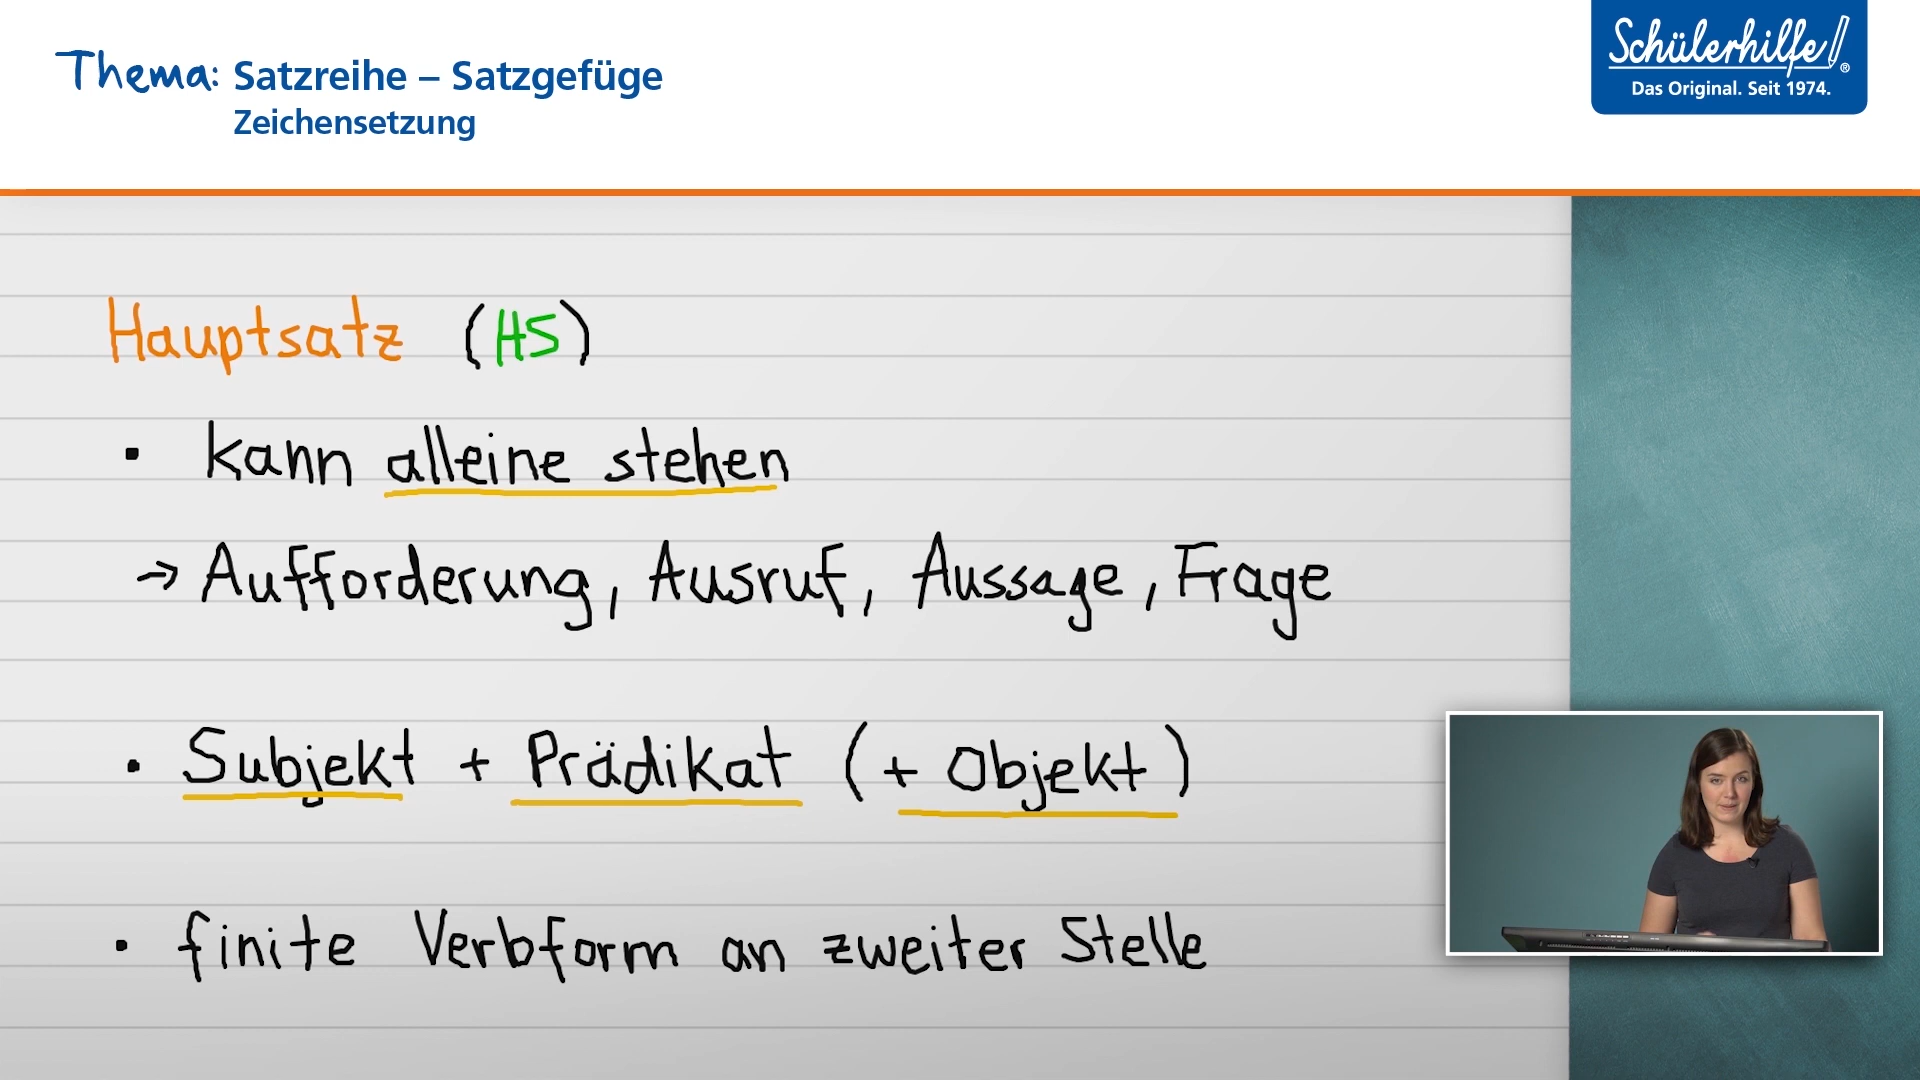 Thema: Satzreihe – Satzgefüge
Zeichensetzung
Schülerhilfe!®
Das Original. Seit 1974.
Hauptsatz (HS)
· kann alleine stehen
→ Aufforderung, Ausruf, Aussage, Frage
· Subjekt + Prädikat (+ Objekt)
· finite Verbform an zweiter Stelle